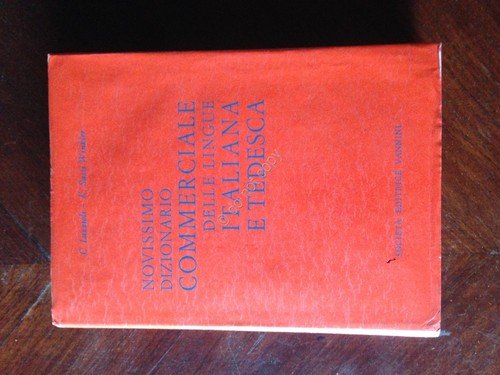 NOVISSIMO
DIZIONARIO
COMMERCIALE
DELLE LINGUE
ITALIANA
E TEDESCA
SOCIETÀ EDITRICE VANNINI